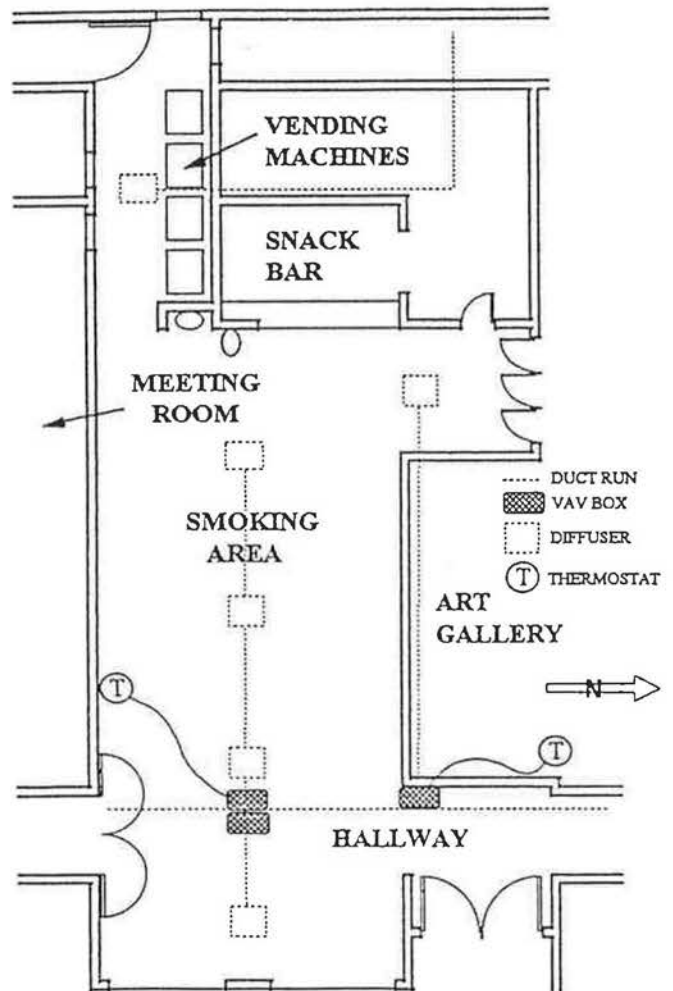 VENDING
MACHINES
SNACK
BAR
MEETING
ROOM
SMOKING
AREA
DUCT RUN
VAV BOX
DIFFUSER
T THERMOSTAT
ART
GALLERY
N
T
T
HALLWAY